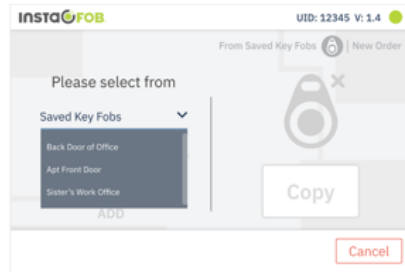 INSTAFOB
UID: 12345 V: 1.4
From Saved Key Fobs | New Order
Please select from
Saved Key Fobs
Back Door of Office
Apt Front Door
Sister's Work Office
ADD
Copy
Cancel